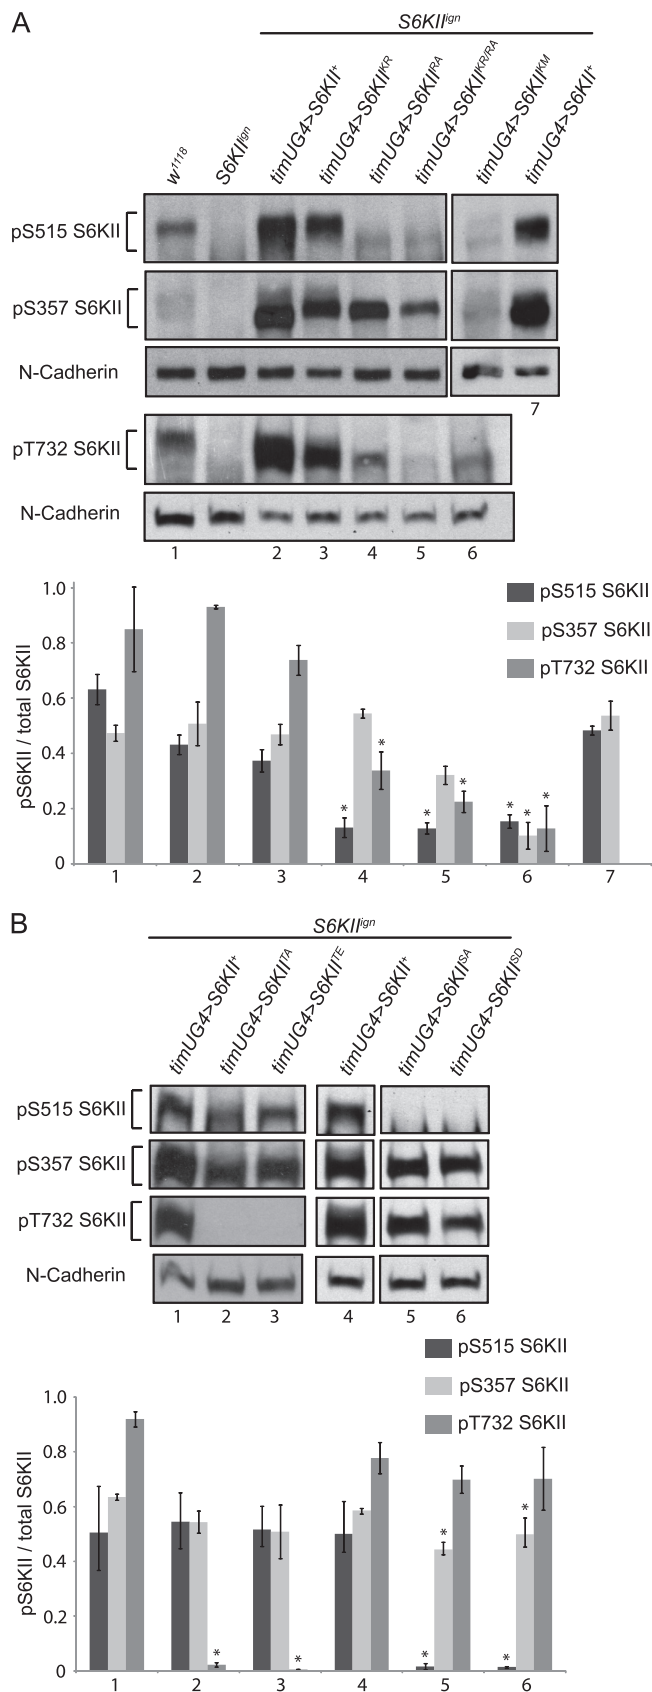 A
S6KII^ign
w^1118
S6KII^ign
timUG4>S6KII^+
timUG4>S6KII^KR
timUG4>S6KII^RA
timUG4>S6KII^KR/RA
timUG4>S6KII^KM
timUG4>S6KII^+
pS515 S6KII
pS357 S6KII
N-Cadherin
7
pT732 S6KII
N-Cadherin
1 2 3 4 5 6
pS6KII / total S6KII
1.0
0.8
0.6
0.4
0.2
0
pS515 S6KII
pS357 S6KII
pT732 S6KII
* * * * * * *
1 2 3 4 5 6 7
B
S6KII^ign
timUG4>S6KII^+
timUG4>S6KII^TA
timUG4>S6KII^TE
timUG4>S6KII^+
timUG4>S6KII^SA
timUG4>S6KII^SD
pS515 S6KII
pS357 S6KII
pT732 S6KII
N-Cadherin
1 2 3 4 5 6
pS515 S6KII
pS357 S6KII
pT732 S6KII
pS6KII / total S6KII
1.0
0.8
0.6
0.4
0.2
0
* * * * * *
1 2 3 4 5 6